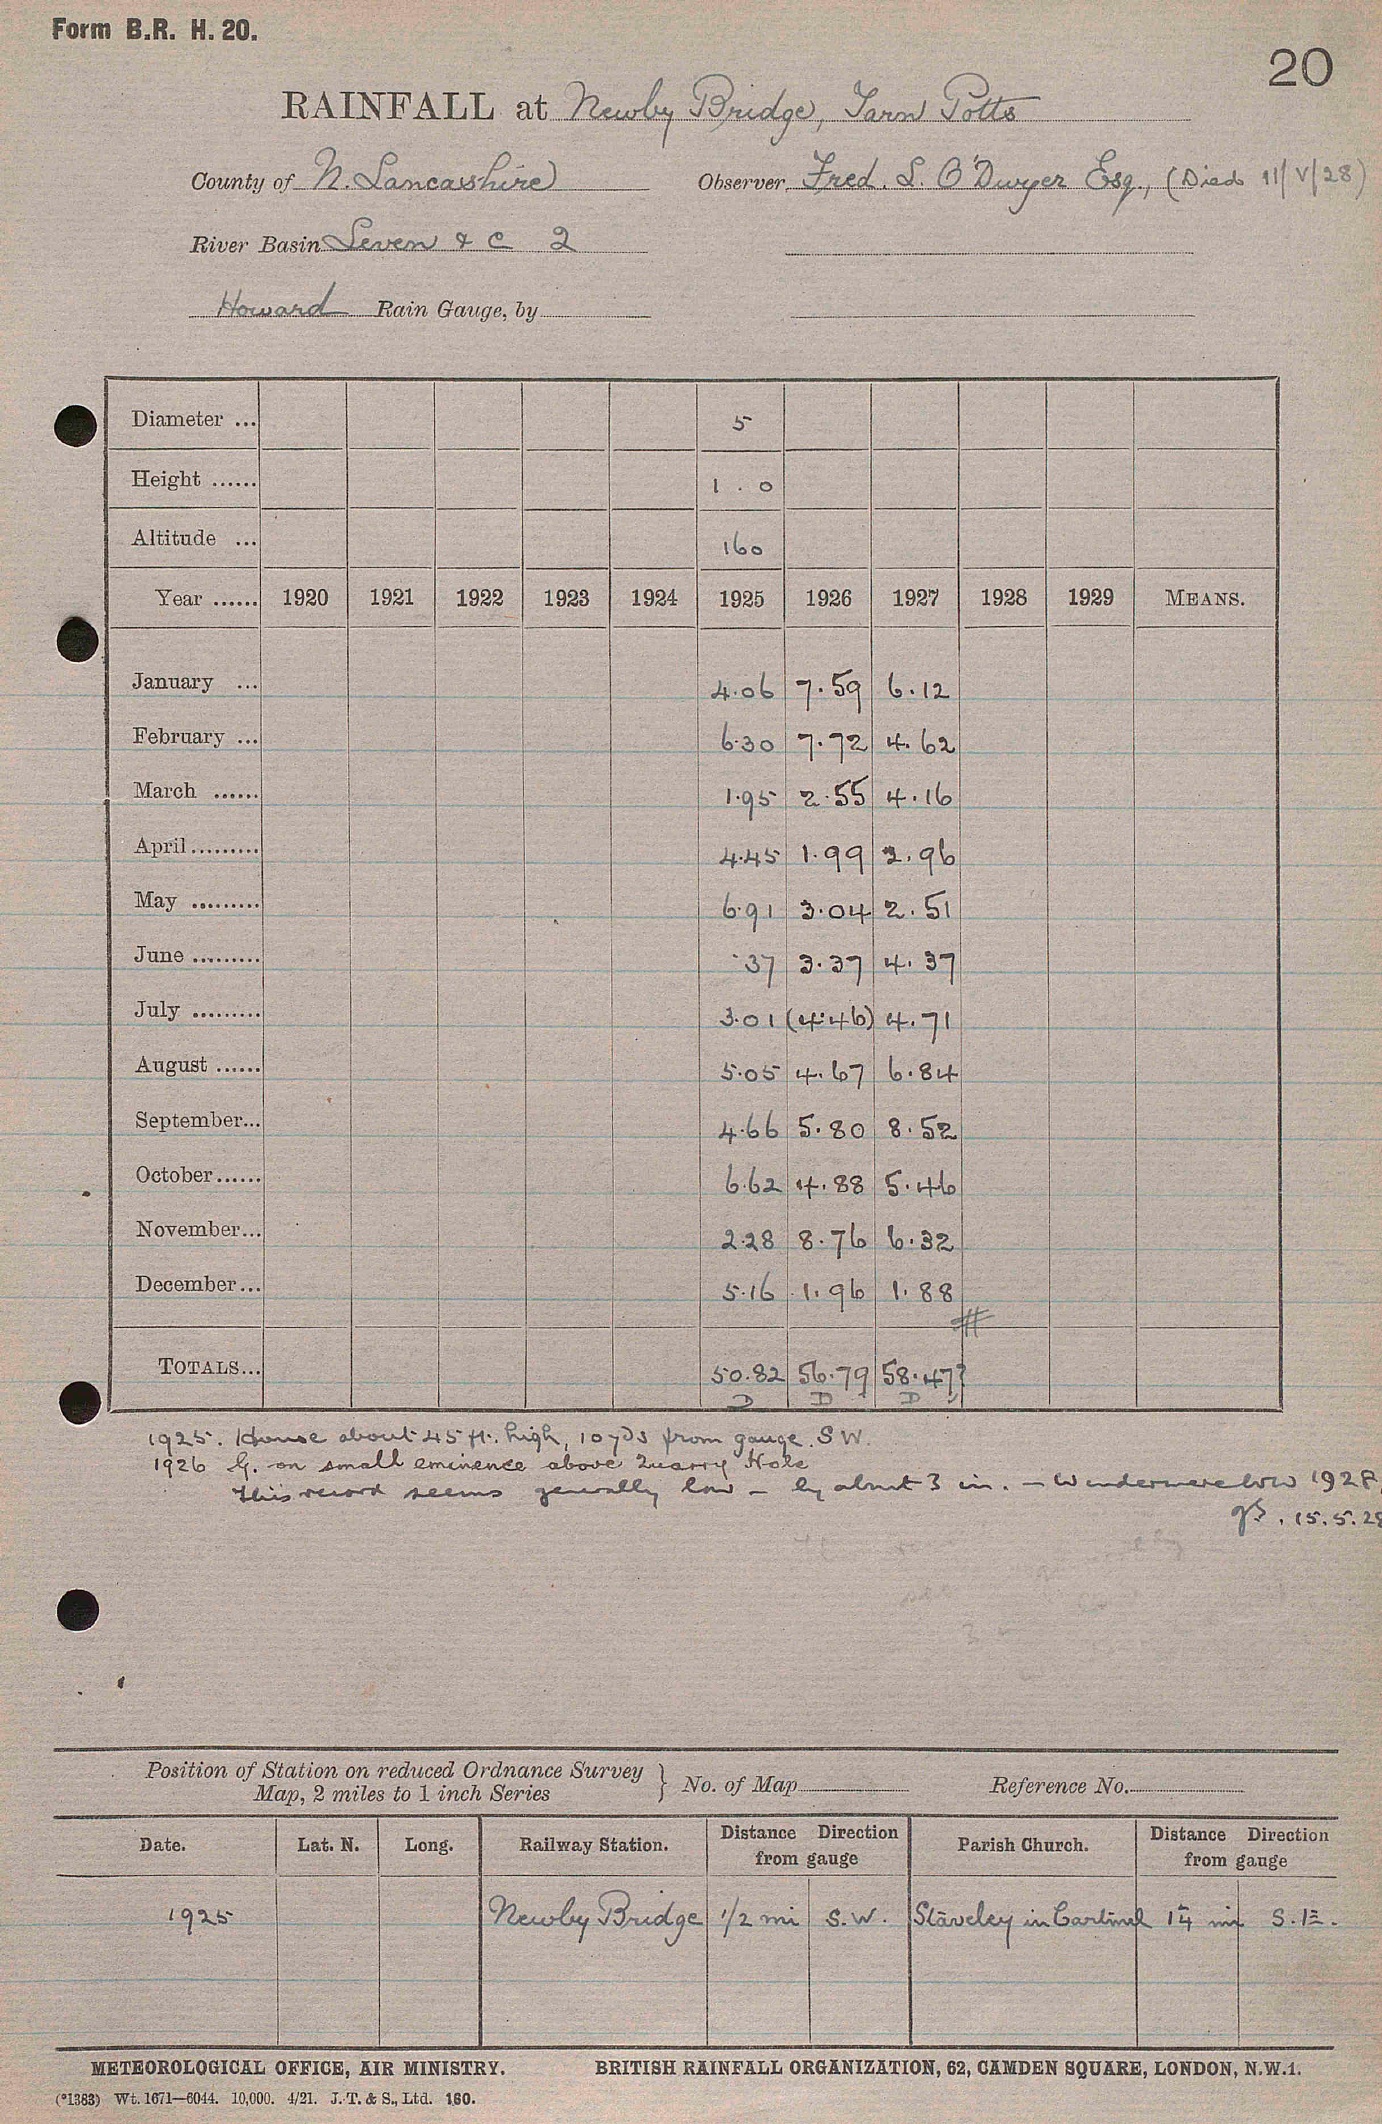 Form B.R. H. 20.
20
RAINFALL at Newby Bridge, Tarn Potts
County of N. Lancashire Observer Fred. S. O'Dwyer Esq., (Died 11/V/28)
River Basin Leven & c 2
Howard Rain Gauge, by
Diameter ... 5
Height ...... 1 . 0
Altitude ... 160
Year ...... 1920 1921 1922 1923 1924 1925 1926 1927 1928 1929 MEANS.
January ... 4.06 7.59 6.12
February ... 6.30 7.72 4.62
March ...... 1.95 2.55 4.16
April ......... 4.45 1.99 2.96
May ......... 6.91 3.04 2.51
June ......... .37 3.37 4.37
July ......... 3.01 (4.46) 4.71
August ...... 5.05 4.67 6.84
September... 4.66 5.80 8.52
October...... 6.62 4.88 5.46
November... 2.28 8.76 6.32
December... 5.16 1.96 1.88
TOTALS... 50.82 56.79 58.47?
D D D
1925. House about 45 ft. high, 10 yds from gauge. SW.
1926 G. on small eminence above Quarry Hole
This record seems generally low - by about 3 in. - Windermere 1928,
15.5.28
Position of Station on reduced Ordnance Survey
Map, 2 miles to 1 inch Series } No. of Map Reference No.
Date. Lat. N. Long. Railway Station. Distance Direction from gauge Parish Church. Distance Direction from gauge
1925 Newby Bridge 1/2 mi S.W. Staveley in Cartmel 1¼ mi S.E.
METEOROLOGICAL OFFICE, AIR MINISTRY. BRITISH RAINFALL ORGANIZATION, 62, CAMDEN SQUARE, LONDON, N.W.1.
(*1383) Wt. 1671—6044. 10,000. 4/21. J. T. & S., Ltd. 160.